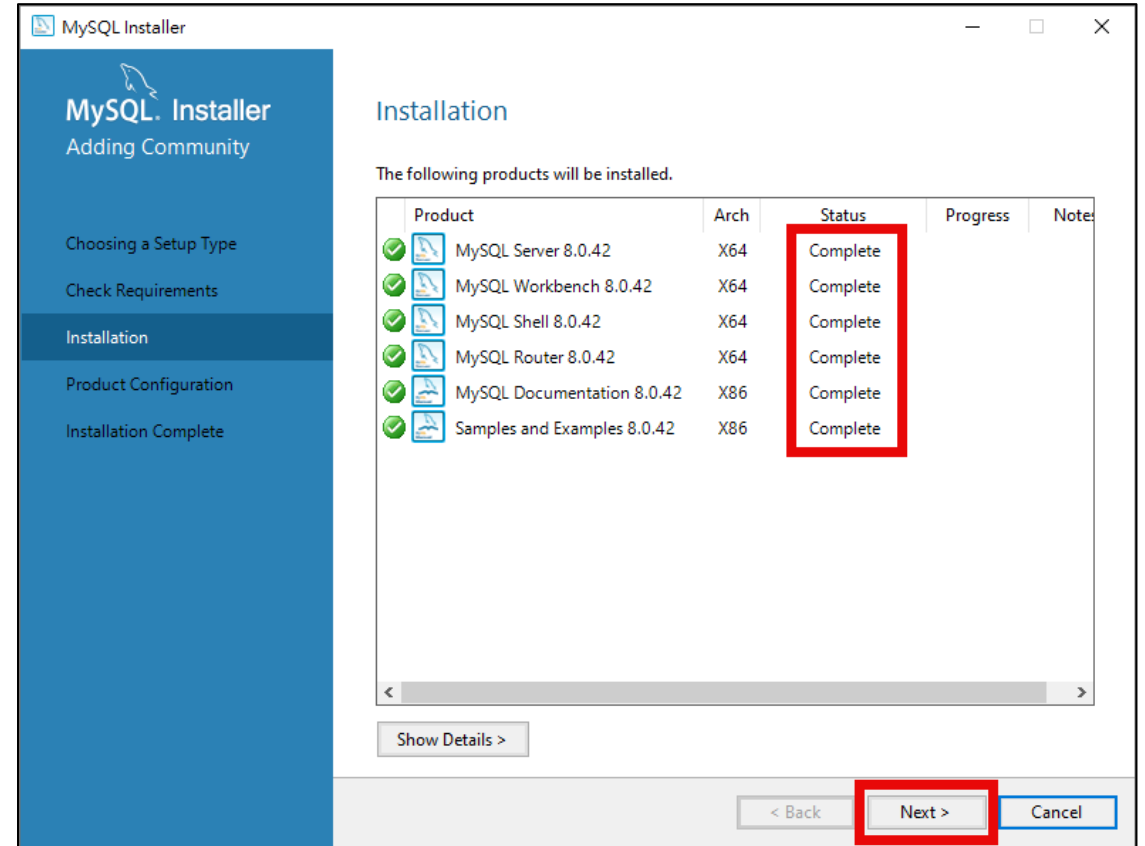 MySQL Installer
MySQL. Installer
Adding Community
Choosing a Setup Type
Check Requirements
Installation
Product Configuration
Installation Complete
Installation
The following products will be installed.
Product Arch Status Progress Notes
MySQL Server 8.0.42 X64 Complete
MySQL Workbench 8.0.42 X64 Complete
MySQL Shell 8.0.42 X64 Complete
MySQL Router 8.0.42 X64 Complete
MySQL Documentation 8.0.42 X86 Complete
Samples and Examples 8.0.42 X86 Complete
Show Details >
< Back Next > Cancel